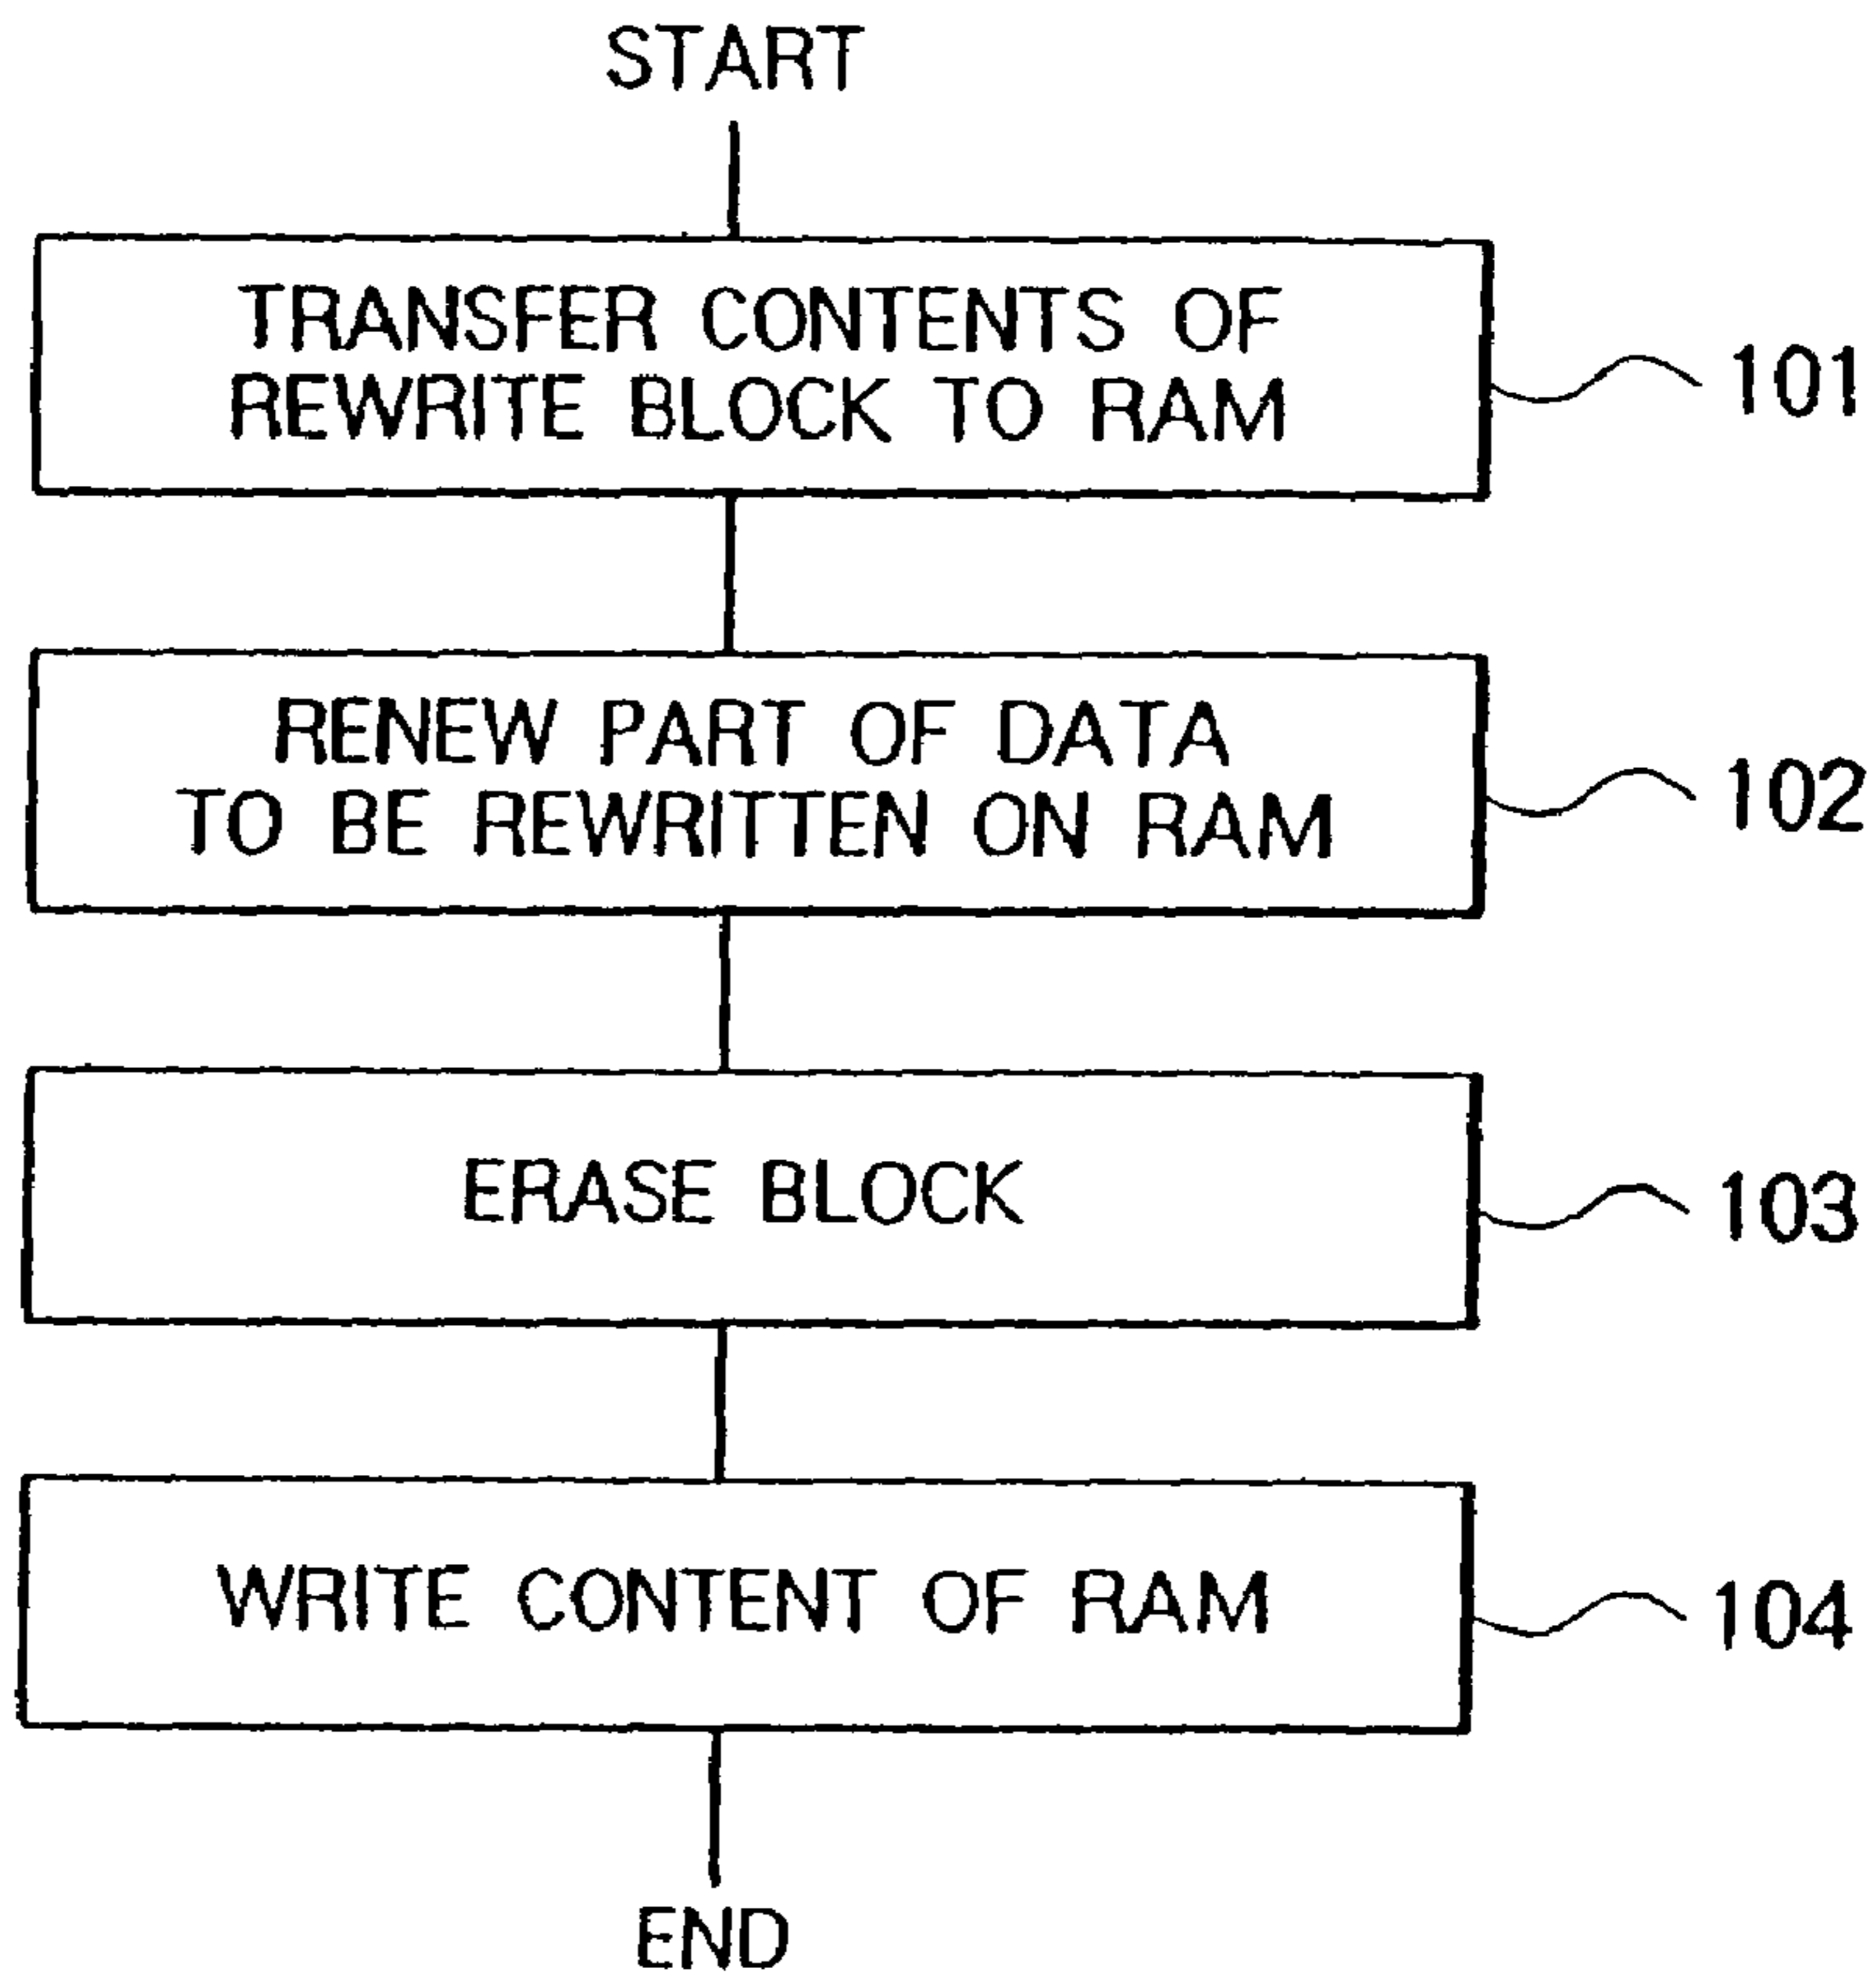 START
TRANSFER CONTENTS OF
REWRITE BLOCK TO RAM
101
RENEW PART OF DATA
TO BE REWRITTEN ON RAM
102
ERASE BLOCK
103
WRITE CONTENT OF RAM
104
END